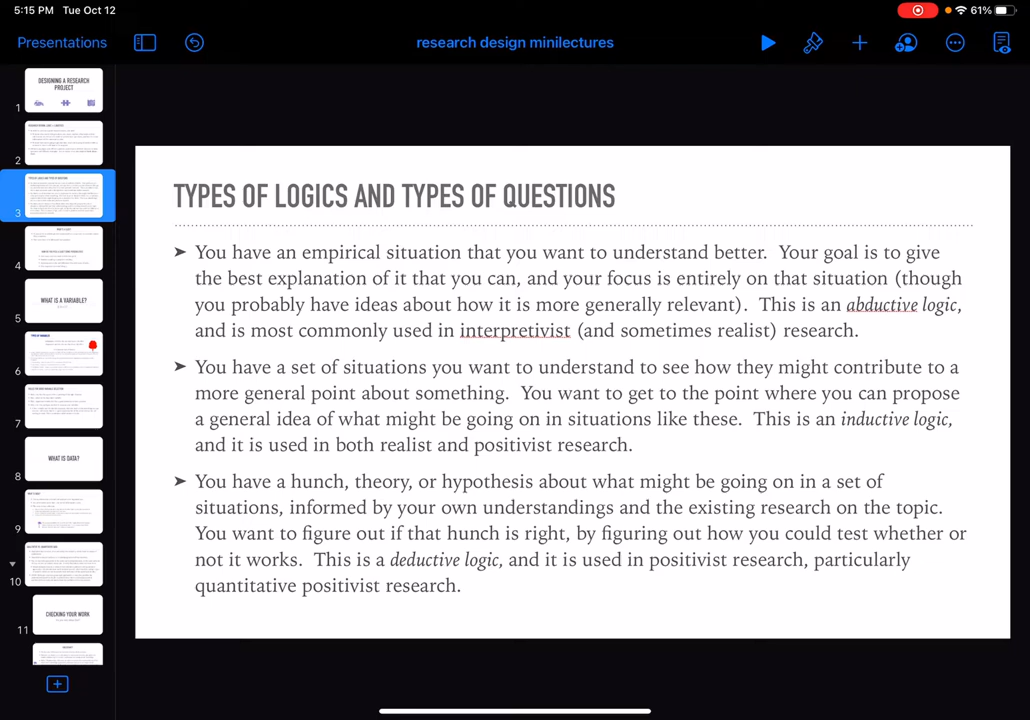 5:15 PM Tue Oct 12
61%
Presentations
research design minilectures
1
DESIGNING A RESEARCH
PROJECT
2
3
4
5
WHAT IS A VARIABLE?
6
7
8
WHAT IS DATA?
9
10
11
CHECKING YOUR WORK
TYPES OF LOGICS AND TYPES OF QUESTIONS
➤ You have an empirical situation that you want to understand better. Your goal is to give
the best explanation of it that you can, and your focus is entirely on that situation (though
you probably have ideas about how it is more generally relevant). This is an abductive logic,
and is most commonly used in interpretivist (and sometimes realist) research.
➤ You have a set of situations you want to understand to see how they might contribute to a
more general point about something. You want to get to the point where you can propose
a general idea of what might be going on in situations like these. This is an inductive logic,
and it is used in both realist and positivist research.
➤ You have a hunch, theory, or hypothesis about what might be going on in a set of
situations, informed by your own understandings and the existing research on the topic.
You want to figure out if that hunch is right, by figuring out how you could test whether or
not it works. This is a deductive logic, and it is used in positivist research, particularly
quantitative positivist research.